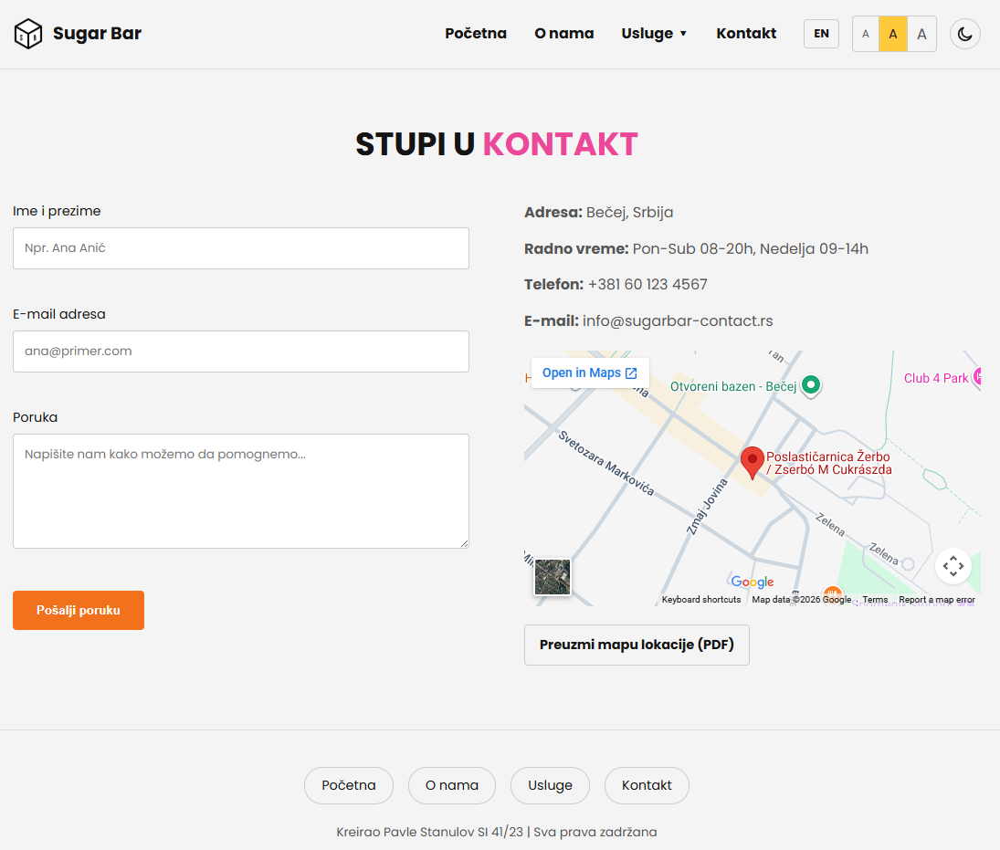 Sugar Bar
Početna
O nama
Usluge ▼
Kontakt
EN
A
A
A
STUPI U KONTAKT
Ime i prezime
Npr. Ana Anić
E-mail adresa
ana@primer.com
Poruka
Napišite nam kako možemo da pomognemo...
Pošalji poruku
Adresa: Bečej, Srbija
Radno vreme: Pon-Sub 08-20h, Nedelja 09-14h
Telefon: +381 60 123 4567
E-mail: info@sugarbar-contact.rs
Open in Maps
Otvoreni bazen - Bečej
Club 4 Park
Svetozara Markovića
Poslastičarnica Žerbo
/ Zserbó M Cukrászda
Zmaj Jovina
Zelena
Zelena
Google
Keyboard shortcuts
Map data ©2026 Google
Terms
Report a map error
Preuzmi mapu lokacije (PDF)
Početna
O nama
Usluge
Kontakt
Kreirao Pavle Stanulov SI 41/23 | Sva prava zadržana